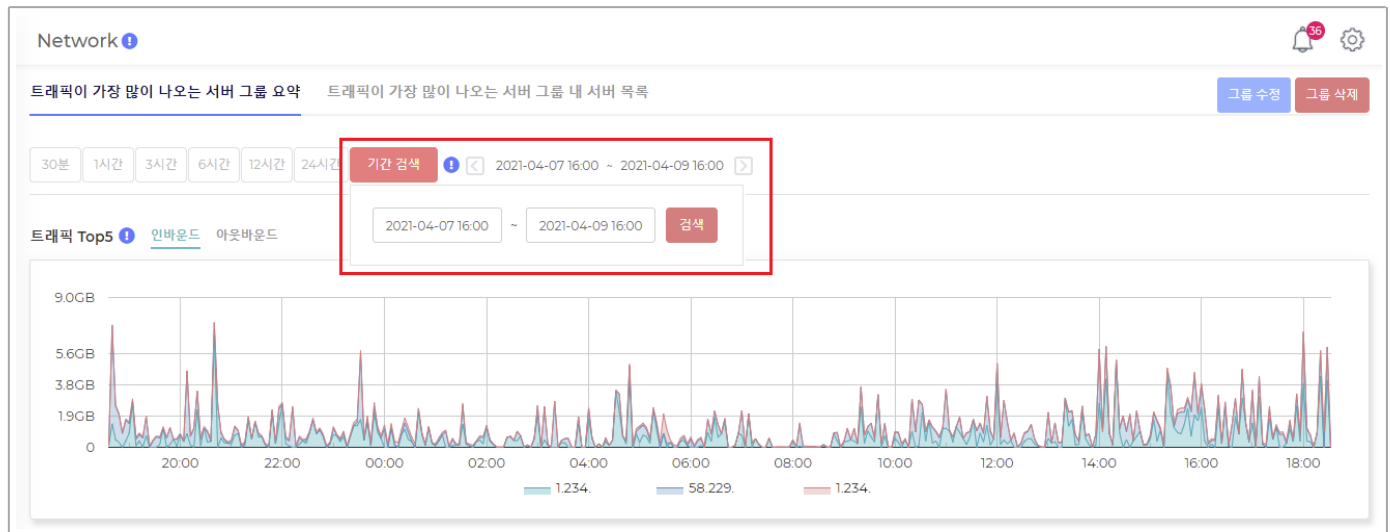 Network
36
트래픽이 가장 많이 나오는 서버 그룹 요약 트래픽이 가장 많이 나오는 서버 그룹 내 서버 목록 그룹 수정 그룹 삭제
30분 1시간 3시간 6시간 12시간 24시간 기간 검색 2021-04-07 16:00 ~ 2021-04-09 16:00
2021-04-07 16:00 ~ 2021-04-09 16:00 검색
트래픽 Top5 인바운드 아웃바운드
9.0GB
5.6GB
3.8GB
1.9GB
0
20:00 22:00 00:00 02:00 04:00 06:00 08:00 10:00 12:00 14:00 16:00 18:00
1.234. 58.229. 1.234.